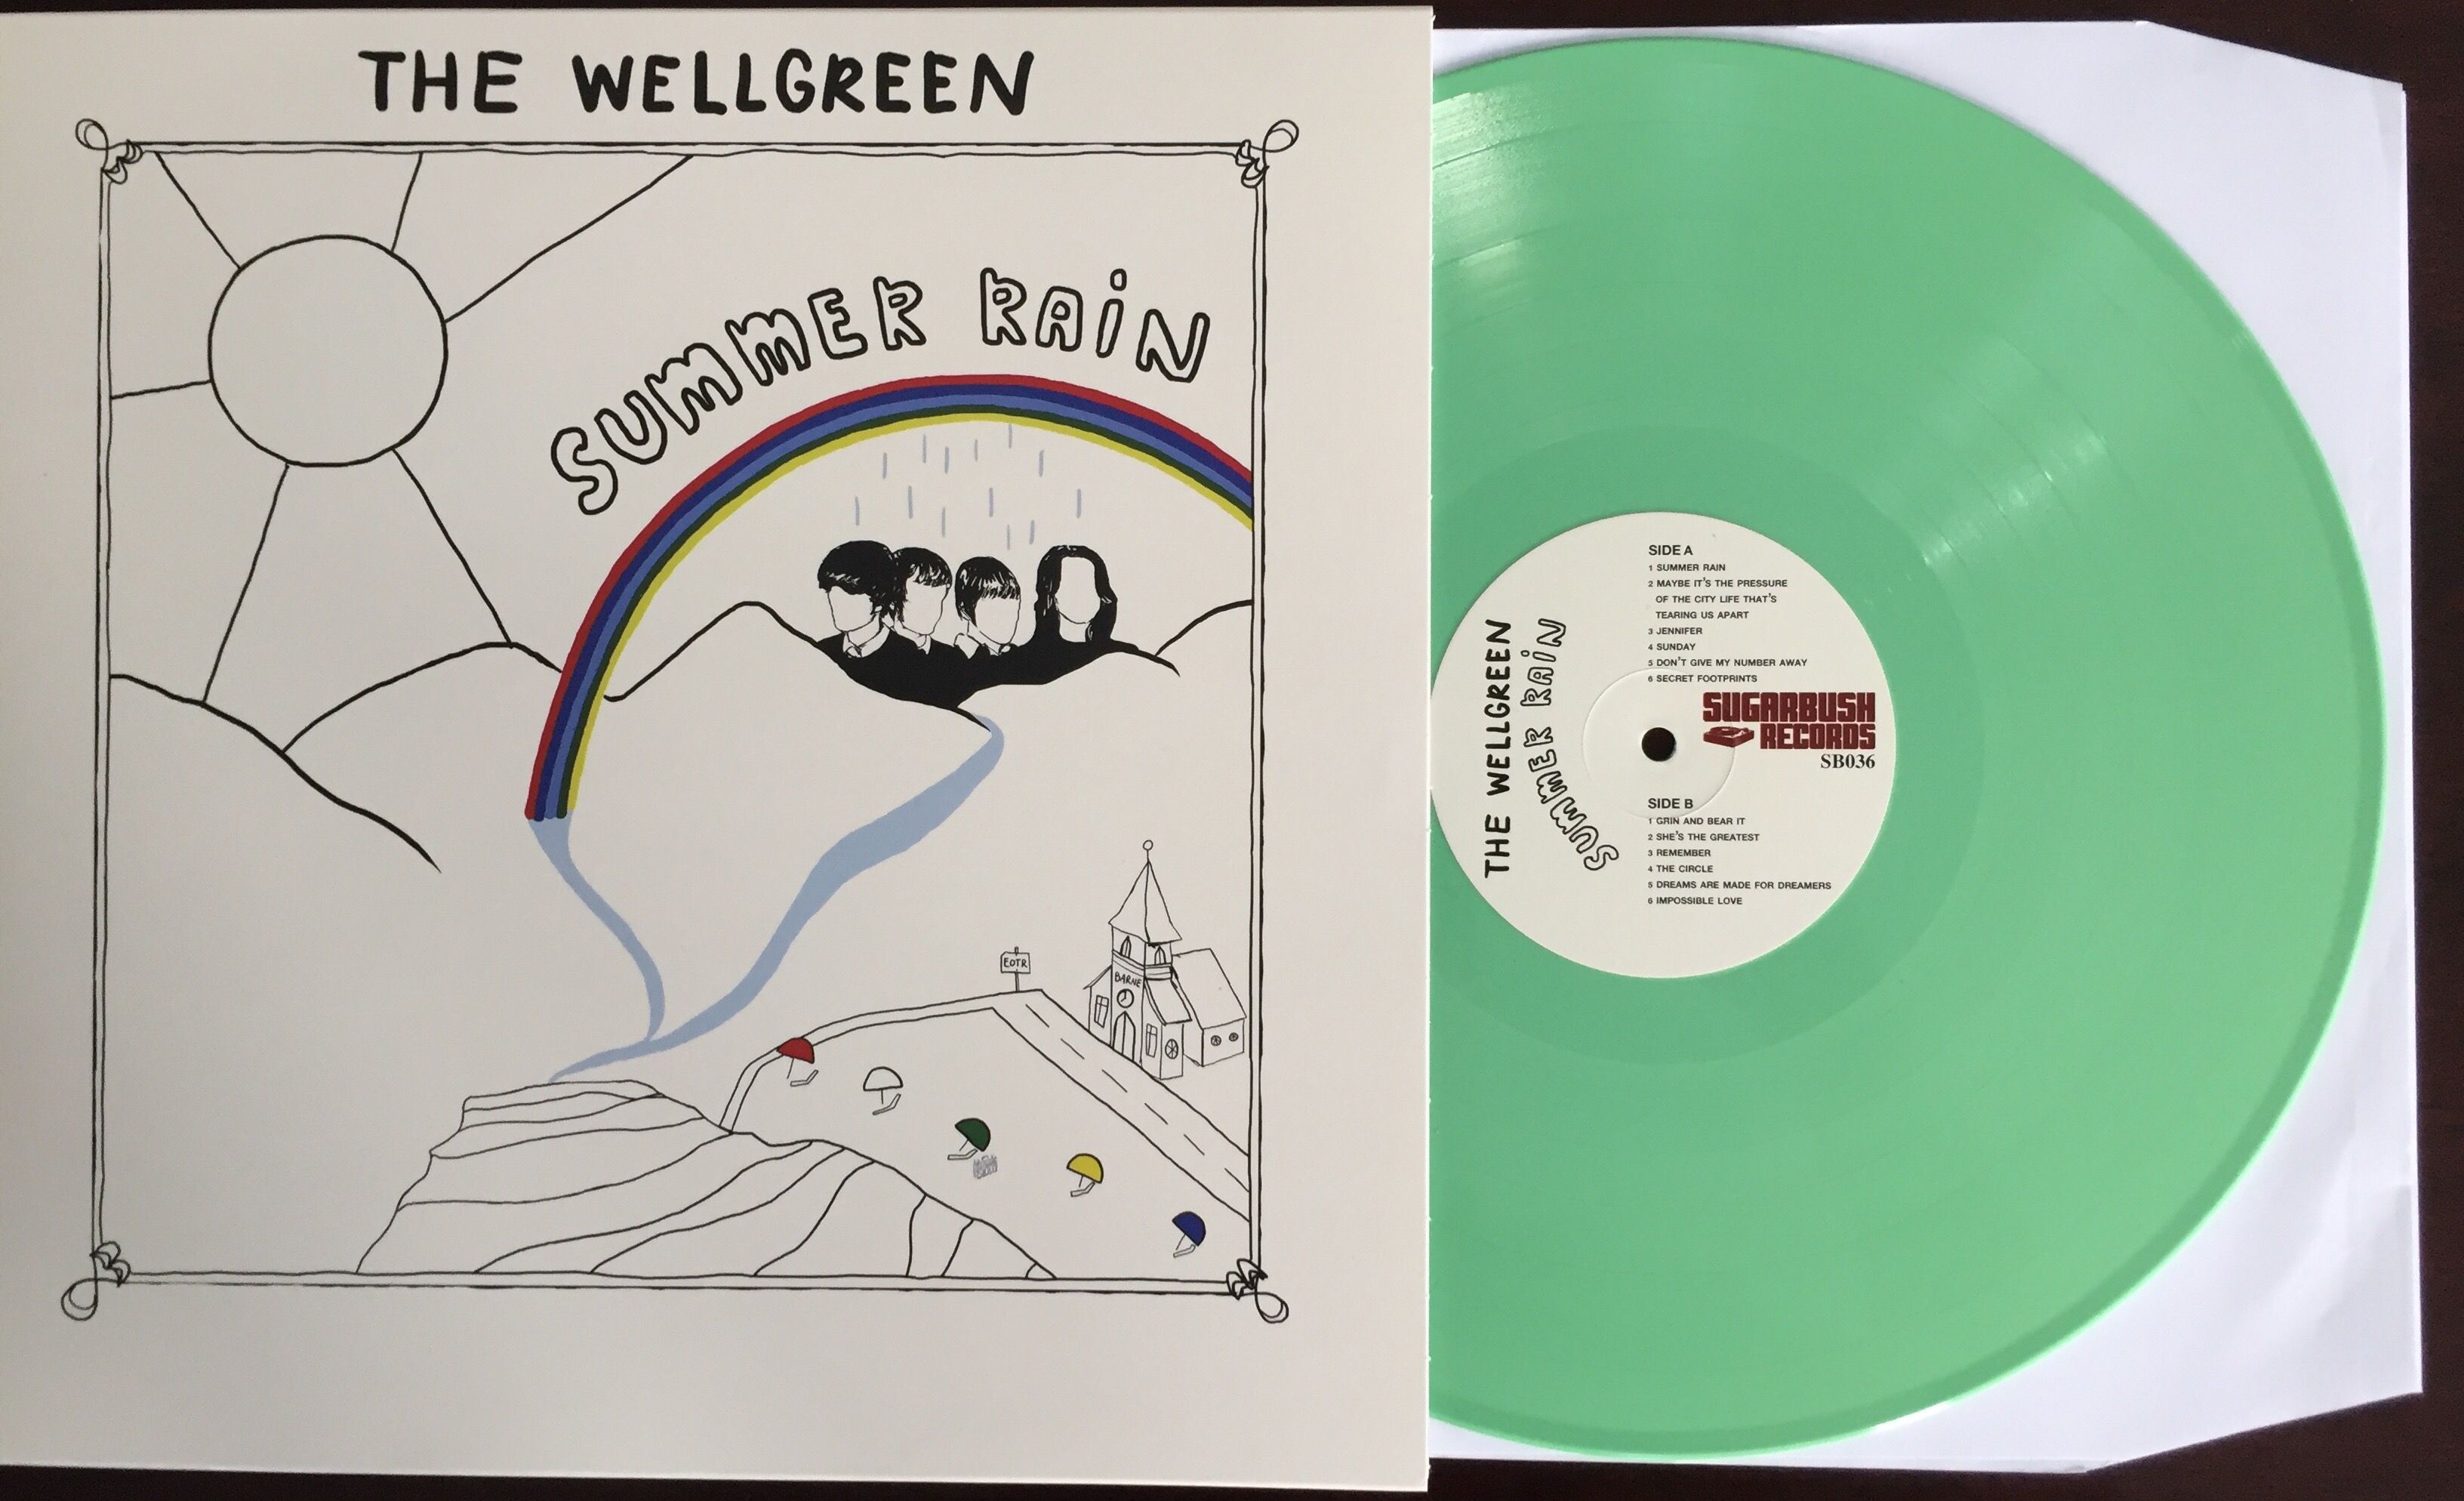 THE WELLGREEN
SUMMER RAIN
EOTR
BARNE
SIDE A
1 SUMMER RAIN
2 MAYBE IT'S THE PRESSURE
OF THE CITY LIFE THAT'S
TEARING US APART
3 JENNIFER
4 SUNDAY
5 DON'T GIVE MY NUMBER AWAY
6 SECRET FOOTPRINTS
THE WELLGREEN
SUMMER RAIN
SUGARBUSH
RECORDS
SB036
SIDE B
1 GRIN AND BEAR IT
2 SHE'S THE GREATEST
3 REMEMBER
4 THE CIRCLE
5 DREAMS ARE MADE FOR DREAMERS
6 IMPOSSIBLE LOVE